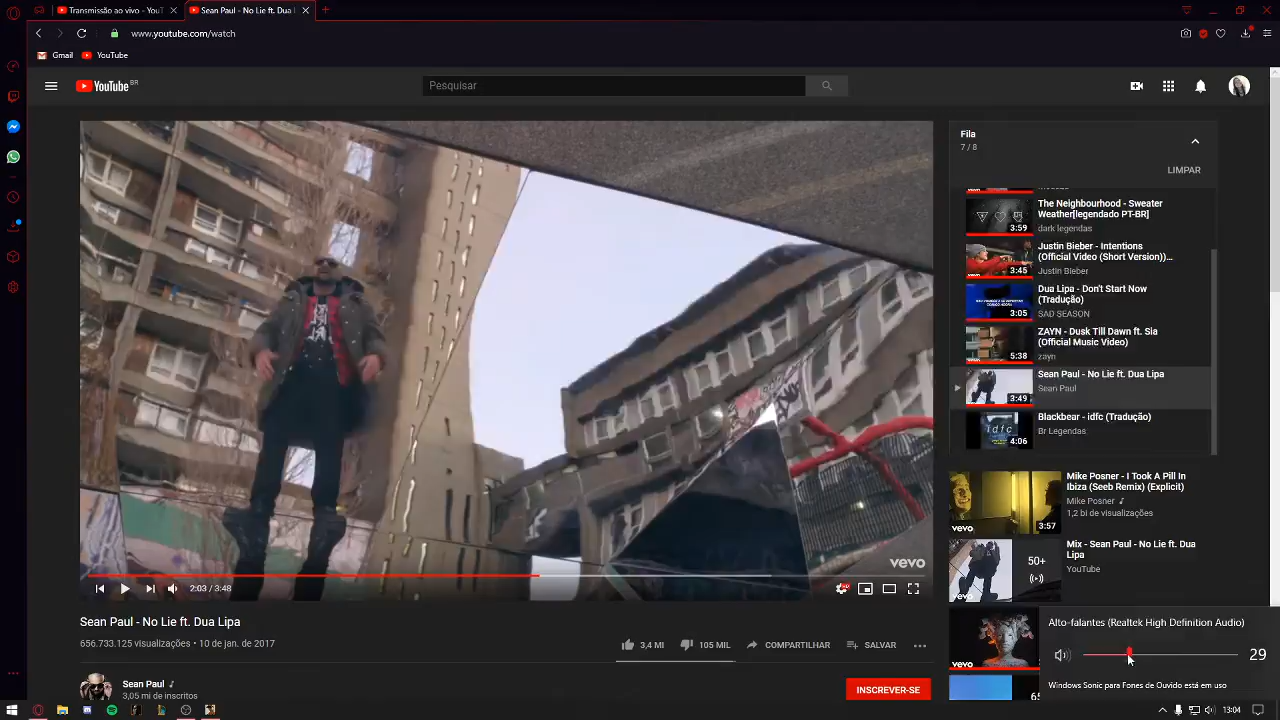 Transmissão ao vivo - YouT
Sean Paul - No Lie ft. Dua L
www.youtube.com/watch
Gmail
YouTube
YouTube BR
Pesquisar
Fila
7 / 8
LIMPAR
The Neighbourhood - Sweater
Weather[legendado PT-BR]
dark legendas
3:59
Justin Bieber - Intentions
(Official Video (Short Version))...
Justin Bieber
3:45
Dua Lipa - Don't Start Now
(Tradução)
SAD SEASON
3:05
ZAYN - Dusk Till Dawn ft. Sia
(Official Music Video)
zayn
5:38
Sean Paul - No Lie ft. Dua Lipa
Sean Paul
3:49
Blackbear - idfc (Tradução)
Br Legendas
idfc
4:06
Mike Posner - I Took A Pill In
Ibiza (Seeb Remix) (Explicit)
Mike Posner
1,2 bi de visualizações
vevo
3:57
Mix - Sean Paul - No Lie ft. Dua
Lipa
YouTube
50+
vevo
vevo
2:03 / 3:48
HD
Sean Paul - No Lie ft. Dua Lipa
656.733.125 visualizações • 10 de jan. de 2017
3,4 MI
105 MIL
COMPARTILHAR
SALVAR
Sean Paul
3,05 mi de inscritos
INSCREVER-SE
vevo
Alto-falantes (Realtek High Definition Audio)
29
Windows Sonic para Fones de Ouvido está em uso
13:04